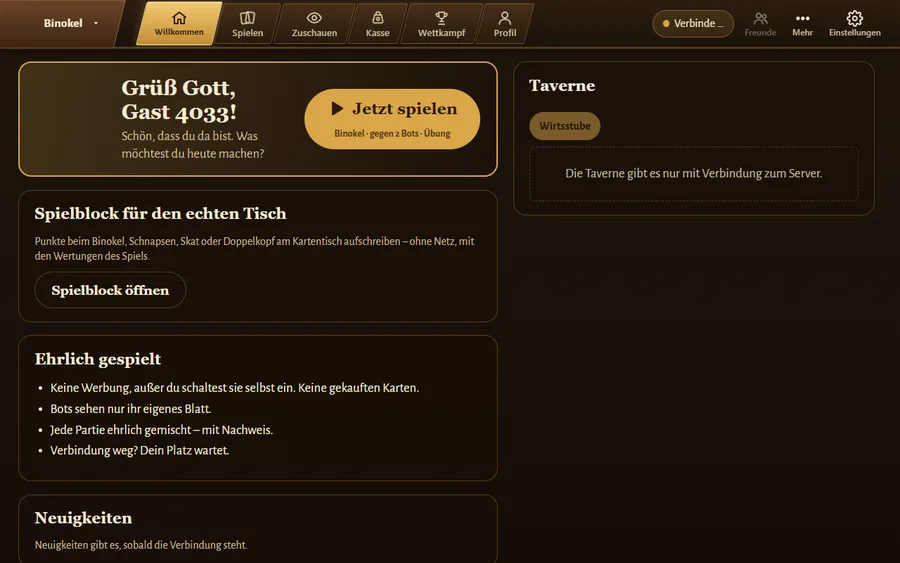 Binokel
Willkommen
Spielen
Zuschauen
Kasse
Wettkampf
Profil
Verbinde ...
Freunde
Mehr
Einstellungen
Grüß Gott,
Gast 4033!
Schön, dass du da bist. Was
möchtest du heute machen?
Jetzt spielen
Binokel · gegen 2 Bots · Übung
Spielblock für den echten Tisch
Punkte beim Binokel, Schnapsen, Skat oder Doppelkopf am Kartentisch aufschreiben – ohne Netz, mit
den Wertungen des Spiels.
Spielblock öffnen
Ehrlich gespielt
• Keine Werbung, außer du schaltest sie selbst ein. Keine gekauften Karten.
• Bots sehen nur ihr eigenes Blatt.
• Jede Partie ehrlich gemischt – mit Nachweis.
• Verbindung weg? Dein Platz wartet.
Neuigkeiten
Neuigkeiten gibt es, sobald die Verbindung steht.
Taverne
Wirtsstube
Die Taverne gibt es nur mit Verbindung zum Server.